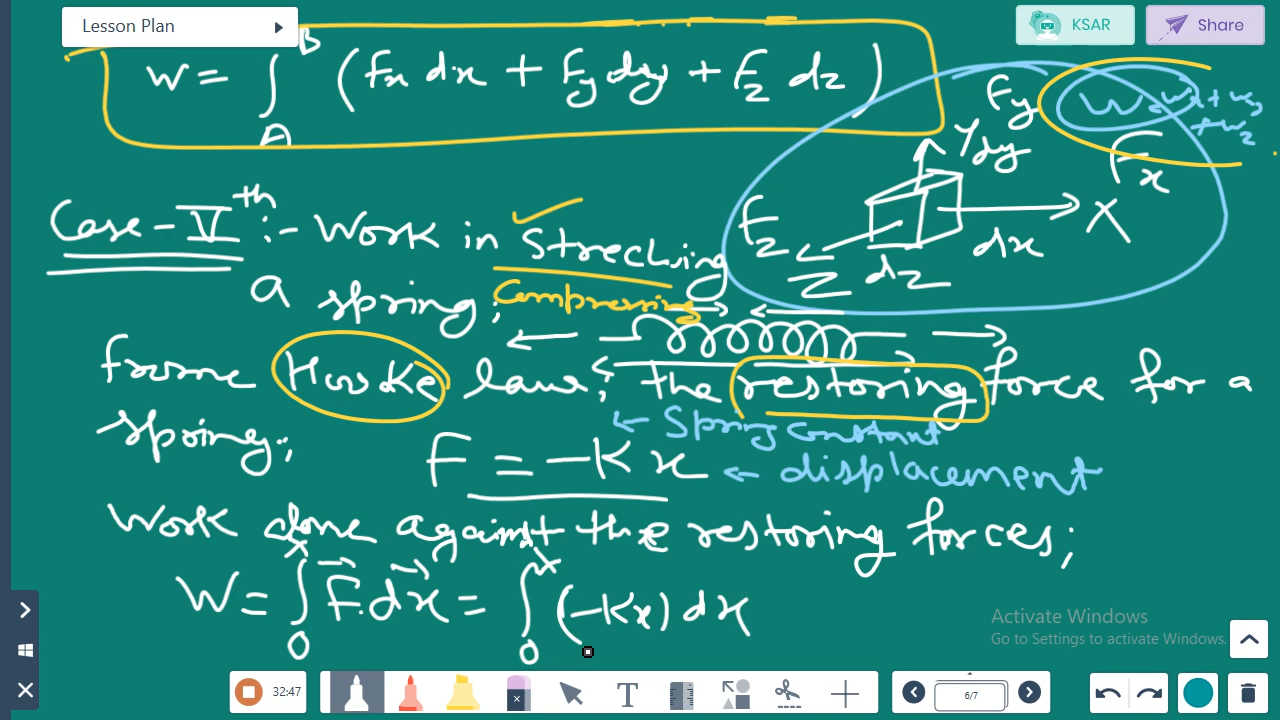 Lesson Plan
KSAR
Share
W = ∫_A^B (Fx dx + Fy dy + Fz dz)
Fy
W = Wx + Wy
+ Wz
Y dy
Fx
Fz
X
dx
Z
dz
Case - V th :- Work in Streching
a spring;
Compressing
from Hooke law; the restoring force for a
spring;
← Spring constant
F = -Kx ← displacement
Work done against the restoring forces;
W = ∫_0^x F⃗ . dx⃗ = ∫_0^x (-Kx) dx
Activate Windows
Go to Settings to activate Windows.
32:47
T
6/7